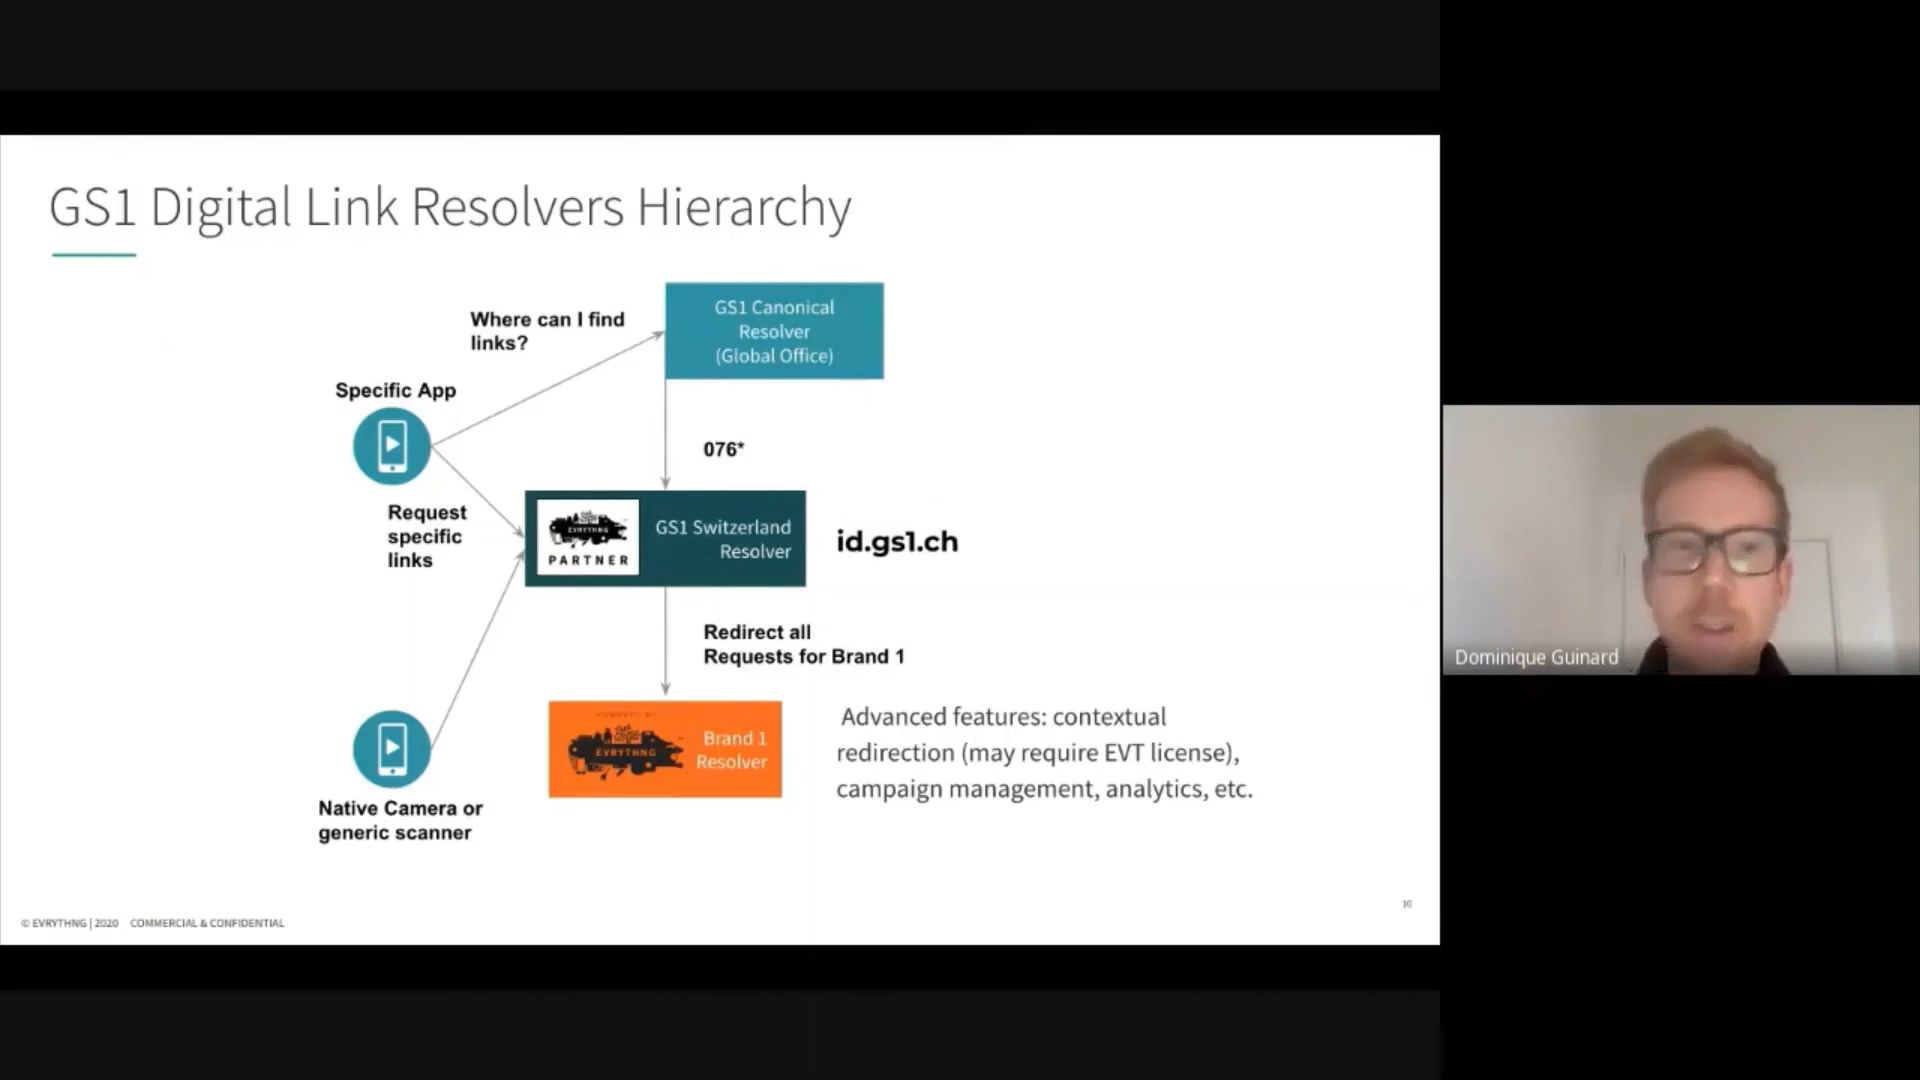 GS1 Digital Link Resolvers Hierarchy
Where can I find
links?
GS1 Canonical
Resolver
(Global Office)
Specific App
076*
Request
specific
links
EVRYTHNG
PARTNER
GS1 Switzerland
Resolver
id.gs1.ch
Redirect all
Requests for Brand 1
EVRYTHNG
Brand 1
Resolver
Advanced features: contextual
redirection (may require EVT license),
campaign management, analytics, etc.
Native Camera or
generic scanner
Dominique Guinard
10
© EVRYTHNG | 2020 COMMERCIAL & CONFIDENTIAL